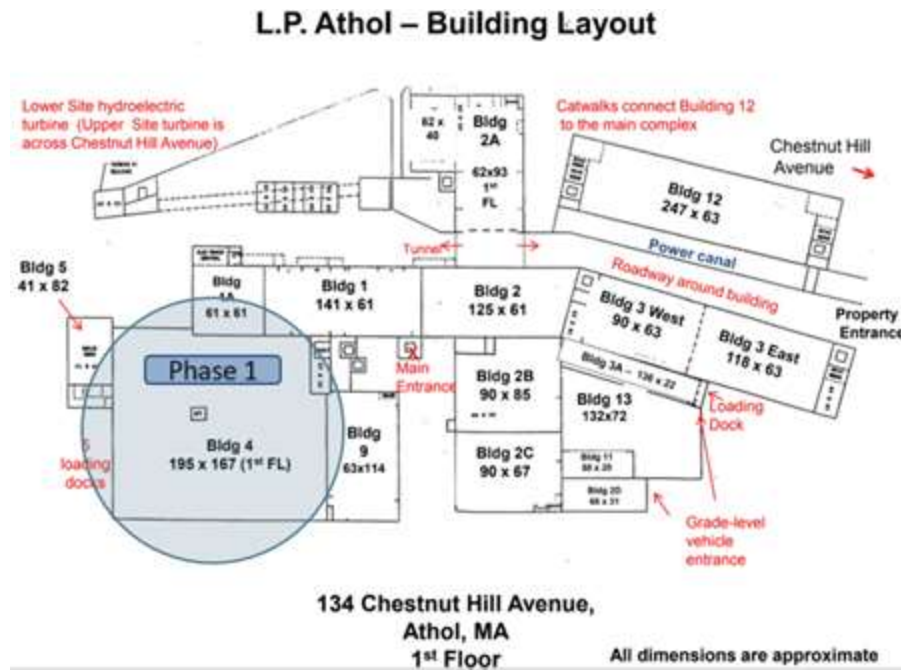 L.P. Athol – Building Layout
Lower Site hydroelectric
turbine (Upper Site turbine is
across Chestnut Hill Avenue)
62 x
40
Bldg
2A
62x93
1st
FL
Catwalks connect Building 12
to the main complex
Chestnut Hill
Avenue
Bldg 12
247 x 63
Tunnel
Power canal
Roadway around building
Bldg 5
41 x 82
Bldg
1A
61 x 61
Bldg 1
141 x 61
Bldg 2
125 x 61
Bldg 3 West
90 x 63
Bldg 3 East
118 x 63
Property
Entrance
Phase 1
X
Main
Entrance
Bldg 2B
90 x 85
Bldg 3A – 136 x 22
Bldg 13
132x72
Loading
Dock
5
loading
docks
Bldg 4
195 x 167 (1st FL)
Bldg
9
63x114
Bldg 2C
90 x 67
Bldg 11
Bldg 2D
68 x 31
Grade-level
vehicle
entrance
134 Chestnut Hill Avenue,
Athol, MA
1st Floor
All dimensions are approximate